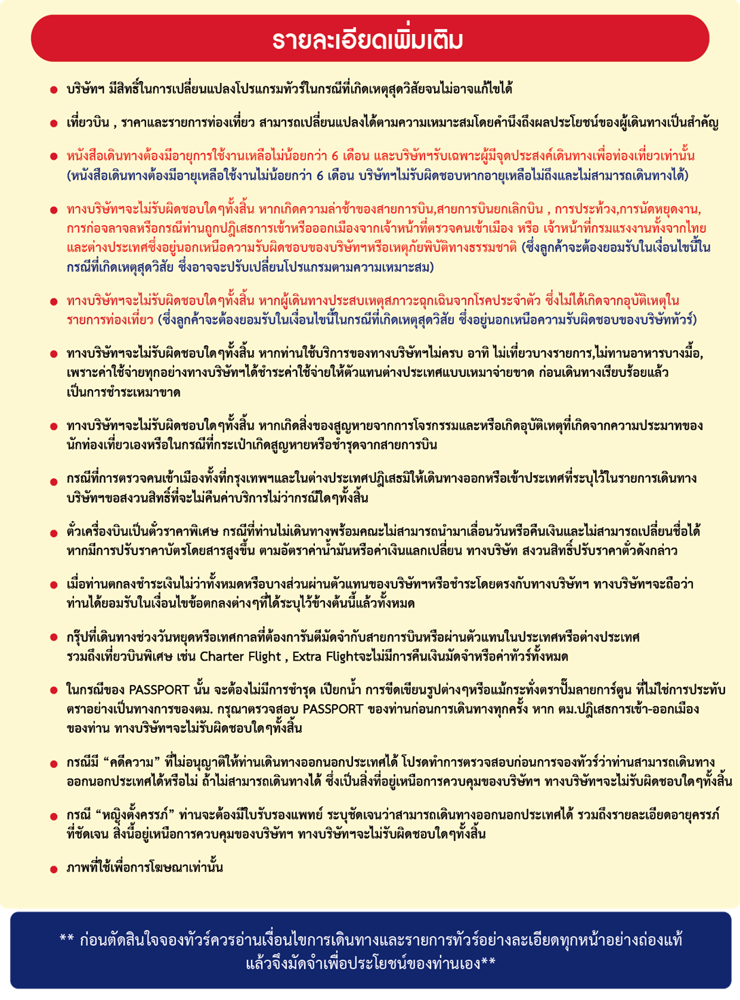 รายละเอียดเพิ่มเติม
บริษัทฯ มีสิทธิ์ในการเปลี่ยนแปลงโปรแกรมทัวร์ในกรณีที่เกิดเหตุสุดวิสัยจนไม่อาจแก้ไขได้
เที่ยวบิน , ราคาและรายการท่องเที่ยว สามารถเปลี่ยนแปลงได้ตามความเหมาะสมโดยคำนึงถึงผลประโยชน์ของผู้เดินทางเป็นสำคัญ
หนังสือเดินทางต้องมีอายุการใช้งานเหลือไม่น้อยกว่า 6 เดือน และบริษัทฯรับเฉพาะผู้มีจุดประสงค์เดินทางเพื่อท่องเที่ยวเท่านั้น
(หนังสือเดินทางต้องมีอายุเหลือใช้งานไม่น้อยกว่า 6 เดือน บริษัทฯไม่รับผิดชอบหากอายุเหลือไม่ถึงและไม่สามารถเดินทางได้)
ทางบริษัทฯจะไม่รับผิดชอบใดๆทั้งสิ้น หากเกิดความล่าช้าของสายการบิน,สายการบินยกเลิกบิน , การประท้วง,การนัดหยุดงาน,
การก่อจลาจลหรือกรณีท่านถูกปฎิเสธการเข้าหรือออกเมืองจากเจ้าหน้าที่ตรวจคนเข้าเมือง หรือ เจ้าหน้าที่กรมแรงงานทั้งจากไทย
และต่างประเทศซึ่งอยู่นอกเหนือความรับผิดชอบของบริษัทฯหรือเหตุภัยพิบัติทางธรรมชาติ (ซึ่งลูกค้าจะต้องยอมรับในเงื่อนไขนี้ใน
กรณีที่เกิดเหตุสุดวิสัย ซึ่งอาจจะปรับเปลี่ยนโปรแกรมตามความเหมาะสม)
ทางบริษัทฯจะไม่รับผิดชอบใดๆทั้งสิ้น หากผู้เดินทางประสบเหตุสภาวะฉุกเฉินจากโรคประจำตัว ซึ่งไม่ได้เกิดจากอุบัติเหตุใน
รายการท่องเที่ยว (ซึ่งลูกค้าจะต้องยอมรับในเงื่อนไขนี้ในกรณีที่เกิดเหตุสุดวิสัย ซึ่งอยู่นอกเหนือความรับผิดชอบของบริษัททัวร์)
ทางบริษัทฯจะไม่รับผิดชอบใดๆทั้งสิ้น หากท่านใช้บริการของทางบริษัทฯไม่ครบ อาทิ ไม่เที่ยวบางรายการ,ไม่ทานอาหารบางมื้อ,
เพราะค่าใช้จ่ายทุกอย่างทางบริษัทฯได้ชำระค่าใช้จ่ายให้ตัวแทนต่างประเทศแบบเหมาจ่ายขาด ก่อนเดินทางเรียบร้อยแล้ว
เป็นการชำระเหมาขาด
ทางบริษัทฯจะไม่รับผิดชอบใดๆทั้งสิ้น หากเกิดสิ่งของสูญหายจากการโจรกรรมและหรือเกิดอุบัติเหตุที่เกิดจากความประมาทของ
นักท่องเที่ยวเองหรือในกรณีที่กระเป๋าเกิดสูญหายหรือชำรุดจากสายการบิน
กรณีที่การตรวจคนเข้าเมืองทั้งที่กรุงเทพฯและในต่างประเทศปฎิเสธมิให้เดินทางออกหรือเข้าประเทศที่ระบุไว้ในรายการเดินทาง
บริษัทฯขอสงวนสิทธิ์ที่จะไม่คืนค่าบริการไม่ว่ากรณีใดๆทั้งสิ้น
ตั๋วเครื่องบินเป็นตั๋วราคาพิเศษ กรณีที่ท่านไม่เดินทางพร้อมคณะไม่สามารถนำมาเลื่อนวันหรือคืนเงินและไม่สามารถเปลี่ยนชื่อได้
หากมีการปรับราคาบัตรโดยสารสูงขึ้น ตามอัตราค่าน้ำมันหรือค่าเงินแลกเปลี่ยน ทางบริษัท สงวนสิทธิ์ปรับราคาตั๋วดังกล่าว
เมื่อท่านตกลงชำระเงินไม่ว่าทั้งหมดหรือบางส่วนผ่านตัวแทนของบริษัทฯหรือชำระโดยตรงกับทางบริษัทฯ ทางบริษัทฯจะถือว่า
ท่านได้ยอมรับในเงื่อนไขข้อตกลงต่างๆที่ได้ระบุไว้ข้างต้นนี้แล้วทั้งหมด
กรุ๊ปที่เดินทางช่วงวันหยุดหรือเทศกาลที่ต้องการันตีมัดจำกับสายการบินหรือผ่านตัวแทนในประเทศหรือต่างประเทศ
รวมถึงเที่ยวบินพิเศษ เช่น Charter Flight , Extra Flightจะไม่มีการคืนเงินมัดจำหรือค่าทัวร์ทั้งหมด
ในกรณีของ PASSPORT นั้น จะต้องไม่มีการชำรุด เปียกน้ำ การขีดเขียนรูปต่างๆหรือแม้กระทั่งตราปั๊มลายการ์ตูน ที่ไม่ใช่การประทับ
ตราอย่างเป็นทางการของตม. กรุณาตรวจสอบ PASSPORT ของท่านก่อนการเดินทางทุกครั้ง หาก ตม.ปฎิเสธการเข้า-ออกเมือง
ของท่าน ทางบริษัทฯจะไม่รับผิดชอบใดๆทั้งสิ้น
กรณีมี “คดีความ” ที่ไม่อนุญาติให้ท่านเดินทางออกนอกประเทศได้ โปรดทำการตรวจสอบก่อนการจองทัวร์ว่าท่านสามารถเดินทาง
ออกนอกประเทศได้หรือไม่ ถ้าไม่สามารถเดินทางได้ ซึ่งเป็นสิ่งที่อยู่เหนือการควบคุมของบริษัทฯ ทางบริษัทฯจะไม่รับผิดชอบใดๆทั้งสิ้น
กรณี “หญิงตั้งครรภ์” ท่านจะต้องมีใบรับรองแพทย์ ระบุชัดเจนว่าสามารถเดินทางออกนอกประเทศได้ รวมถึงรายละเอียดอายุครรภ์
ที่ชัดเจน สิ่งนี้อยู่เหนือการควบคุมของบริษัทฯ ทางบริษัทฯจะไม่รับผิดชอบใดๆทั้งสิ้น
ภาพที่ใช้เพื่อการโฆษณาเท่านั้น
** ก่อนตัดสินใจจองทัวร์ควรอ่านเงื่อนไขการเดินทางและรายการทัวร์อย่างละเอียดทุกหน้าอย่างถ่องแท้
แล้วจึงมัดจำเพื่อประโยชน์ของท่านเอง**